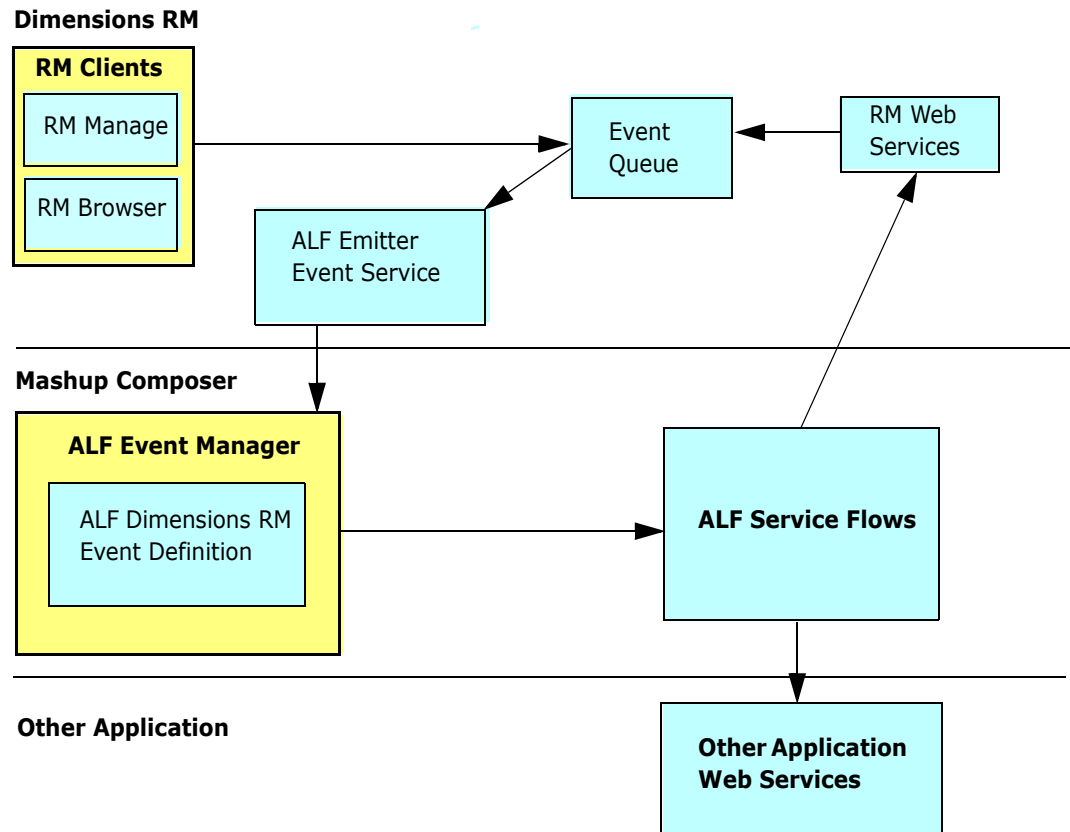 Dimensions RM
RM Clients
RM Manage
RM Browser
Event
Queue
RM Web
Services
ALF Emitter
Event Service
Mashup Composer
ALF Event Manager
ALF Dimensions RM
Event Definition
ALF Service Flows
Other Application
Other Application
Web Services